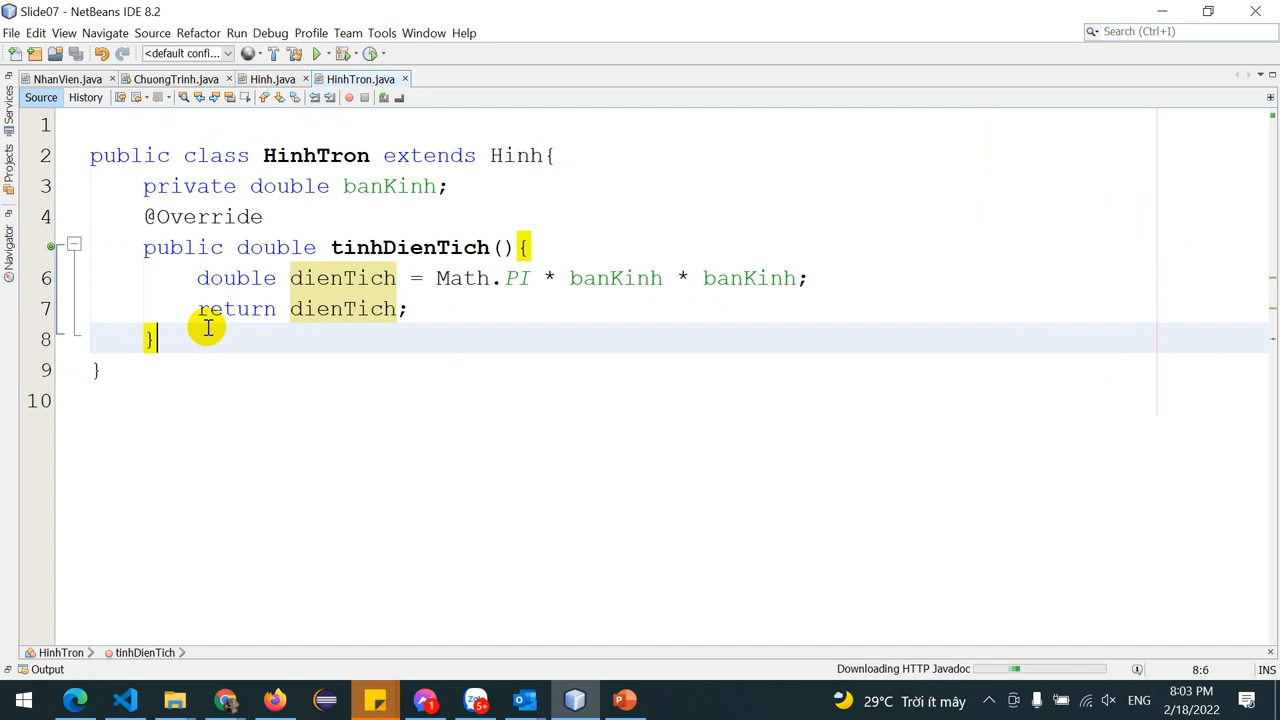 Slide07 - NetBeans IDE 8.2
File Edit View Navigate Source Refactor Run Debug Profile Team Tools Window Help
Search (Ctrl+I)
<default confi...
NhanVien.java ChuongTrinh.java Hinh.java HinhTron.java
Source History
Services
Projects
Navigator
1
2 public class HinhTron extends Hinh{
3 private double banKinh;
4 @Override
public double tinhDienTich(){
6 double dienTich = Math.PI * banKinh * banKinh;
7 return dienTich;
8 }
9 }
10
HinhTron tinhDienTich
Output Downloading HTTP Javadoc 8:6 INS
29°C Trời ít mây ENG 8:03 PM
2/18/2022
1
5+